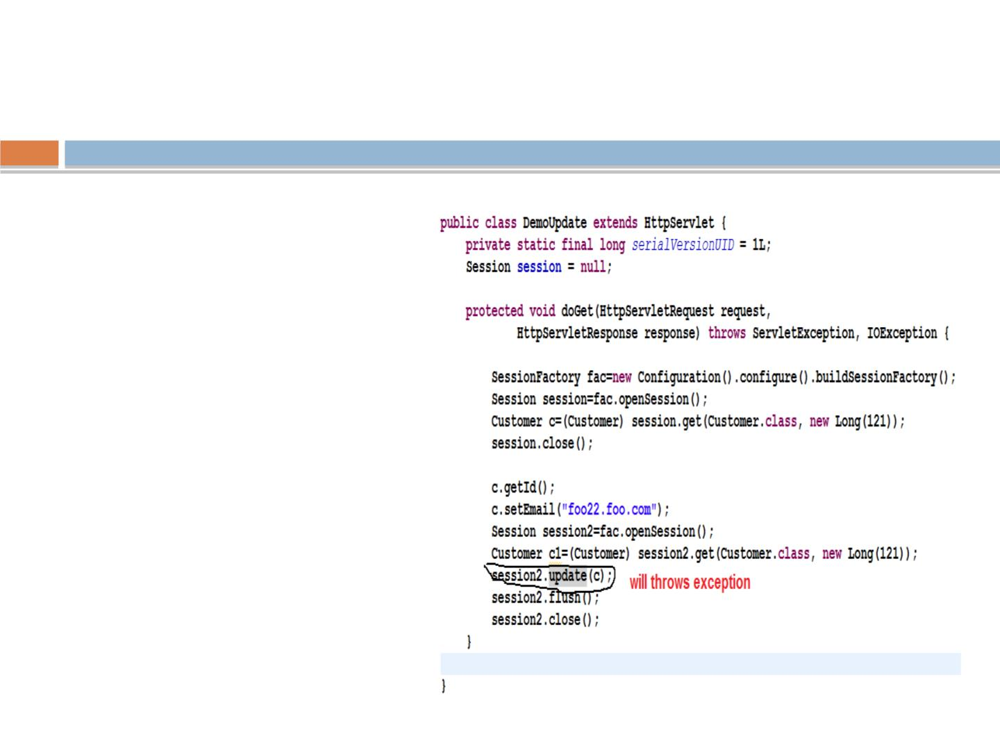 public class DemoUpdate extends HttpServlet {
private static final long serialVersionUID = 1L;
Session session = null;
protected void doGet(HttpServletRequest request,
HttpServletResponse response) throws ServletException, IOException {
SessionFactory fac=new Configuration().configure().buildSessionFactory();
Session session=fac.openSession();
Customer c=(Customer) session.get(Customer.class, new Long(121));
session.close();
c.getId();
c.setEmail("foo22.foo.com");
Session session2=fac.openSession();
Customer c1=(Customer) session2.get(Customer.class, new Long(121));
session2.update(c); will throws exception
session2.flush();
session2.close();
}
}